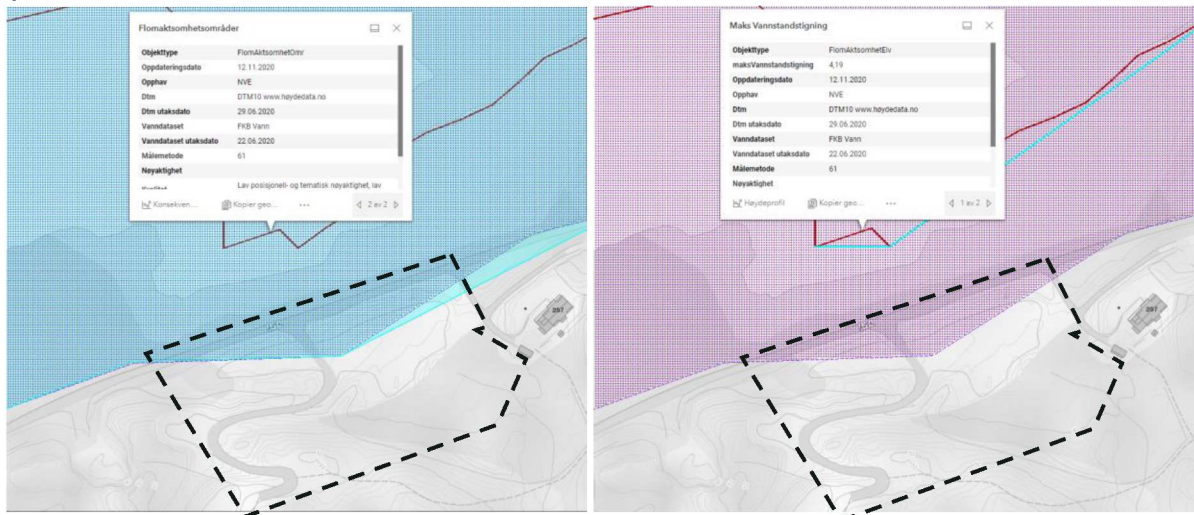 Flomaktsomhetsområder
Objekttype FlomAktsomhetOmr
Oppdateringsdato 12.11.2020
Opphav NVE
Dtm DTM10 www.høydedata.no
Dtm utaksdato 29.06.2020
Vanndataset FKB Vann
Vanndataset utaksdato 22.06.2020
Målemetode 61
Nøyaktighet
Lav posisjonell- og tematisk nøyaktighet, lav
Konsekven...
Kopier geo...
...
2 av 2
297
Maks Vannstandstigning
Objekttype FlomAktsomhetElv
maksVannstandstigning 4,19
Oppdateringsdato 12.11.2020
Opphav NVE
Dtm DTM10 www.høydedata.no
Dtm utaksdato 29.06.2020
Vanndataset FKB Vann
Vanndataset utaksdato 22.06.2020
Målemetode 61
Nøyaktighet
Høydeprofil
Kopier geo...
...
1 av 2
297